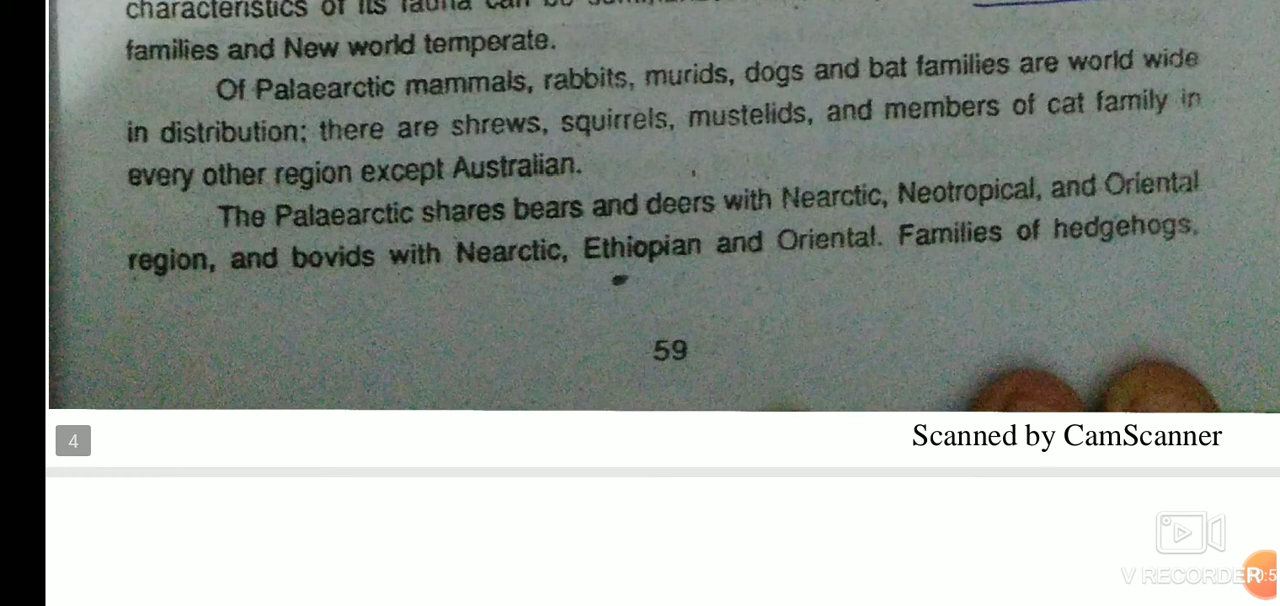 characteristics of its fauna can be
families and New world temperate.
Of Palaearctic mammals, rabbits, murids, dogs and bat families are world wide
in distribution; there are shrews, squirrels, mustelids, and members of cat family in
every other region except Australian.
The Palaearctic shares bears and deers with Nearctic, Neotropical, and Oriental
region, and bovids with Nearctic, Ethiopian and Oriental. Families of hedgehogs,
59
4
Scanned by CamScanner
V RECORDER